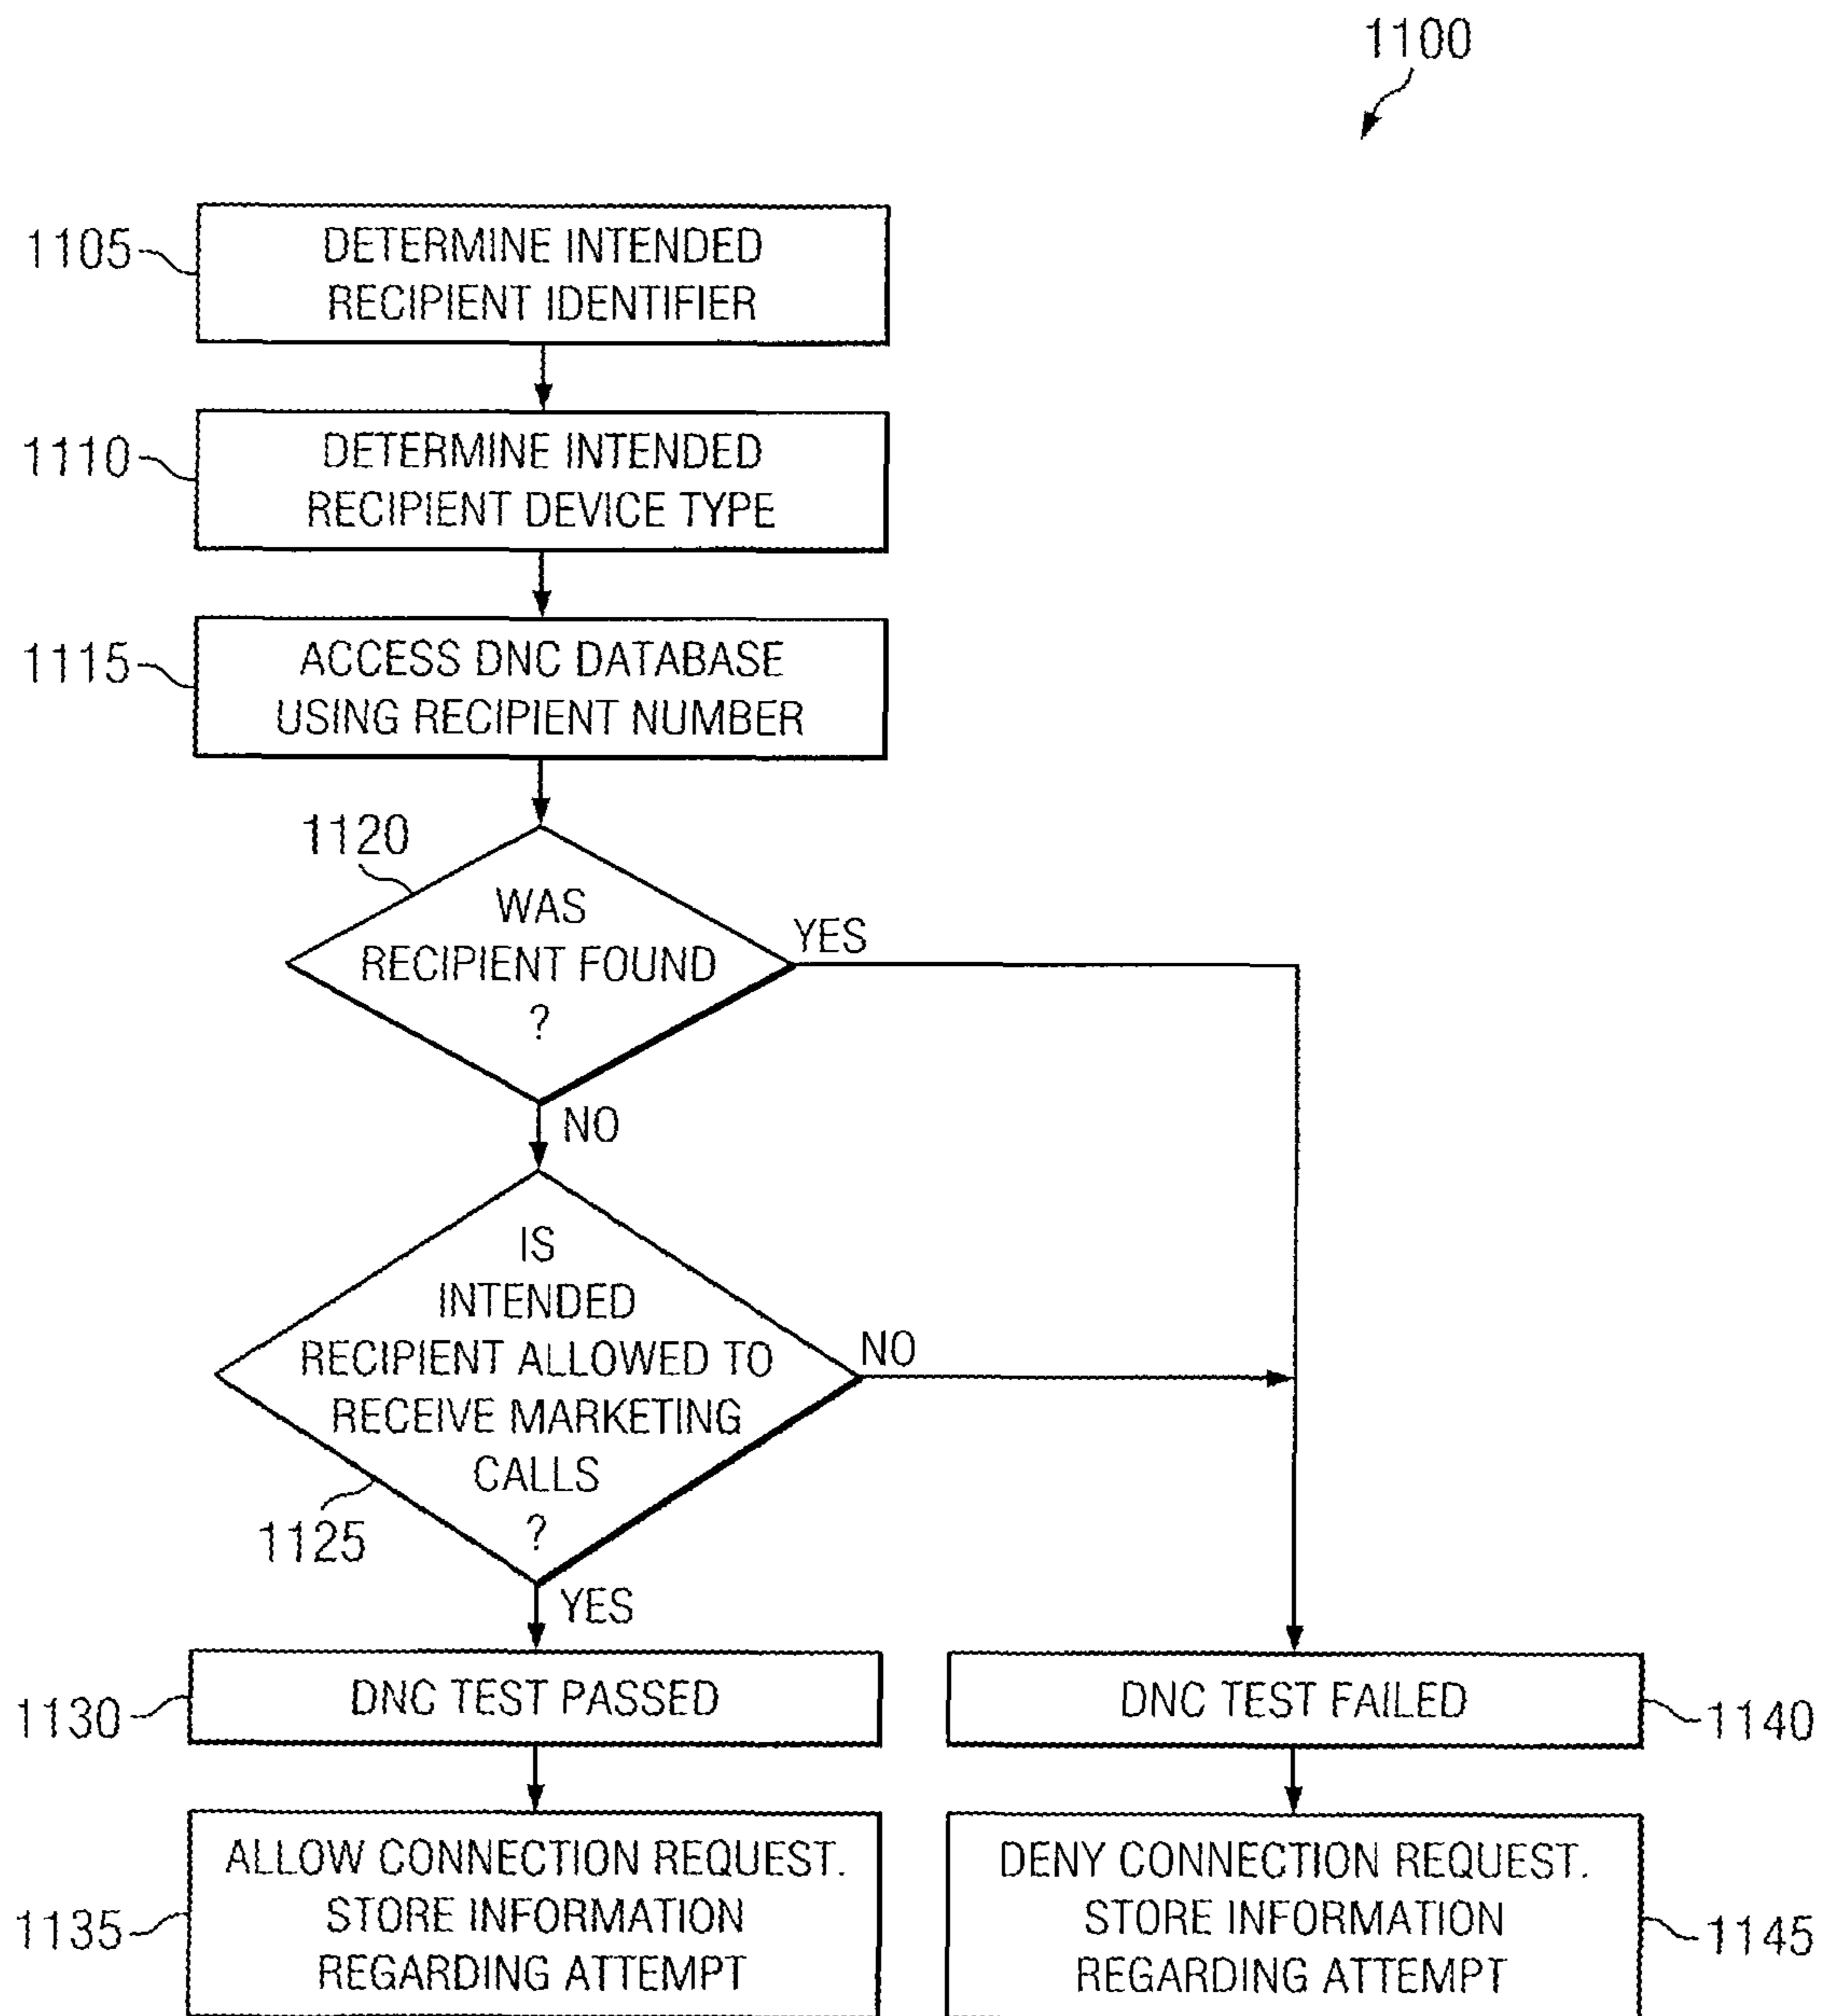 1100
1105
DETERMINE INTENDED
RECIPIENT IDENTIFIER
1110
DETERMINE INTENDED
RECIPIENT DEVICE TYPE
1115
ACCESS DNC DATABASE
USING RECIPIENT NUMBER
1120
WAS
RECIPIENT FOUND
?
YES
NO
IS
INTENDED
RECIPIENT ALLOWED TO
RECEIVE MARKETING
CALLS
?
NO
1125
YES
1130
DNC TEST PASSED
DNC TEST FAILED
1140
1135
ALLOW CONNECTION REQUEST.
STORE INFORMATION
REGARDING ATTEMPT
DENY CONNECTION REQUEST.
STORE INFORMATION
REGARDING ATTEMPT
1145